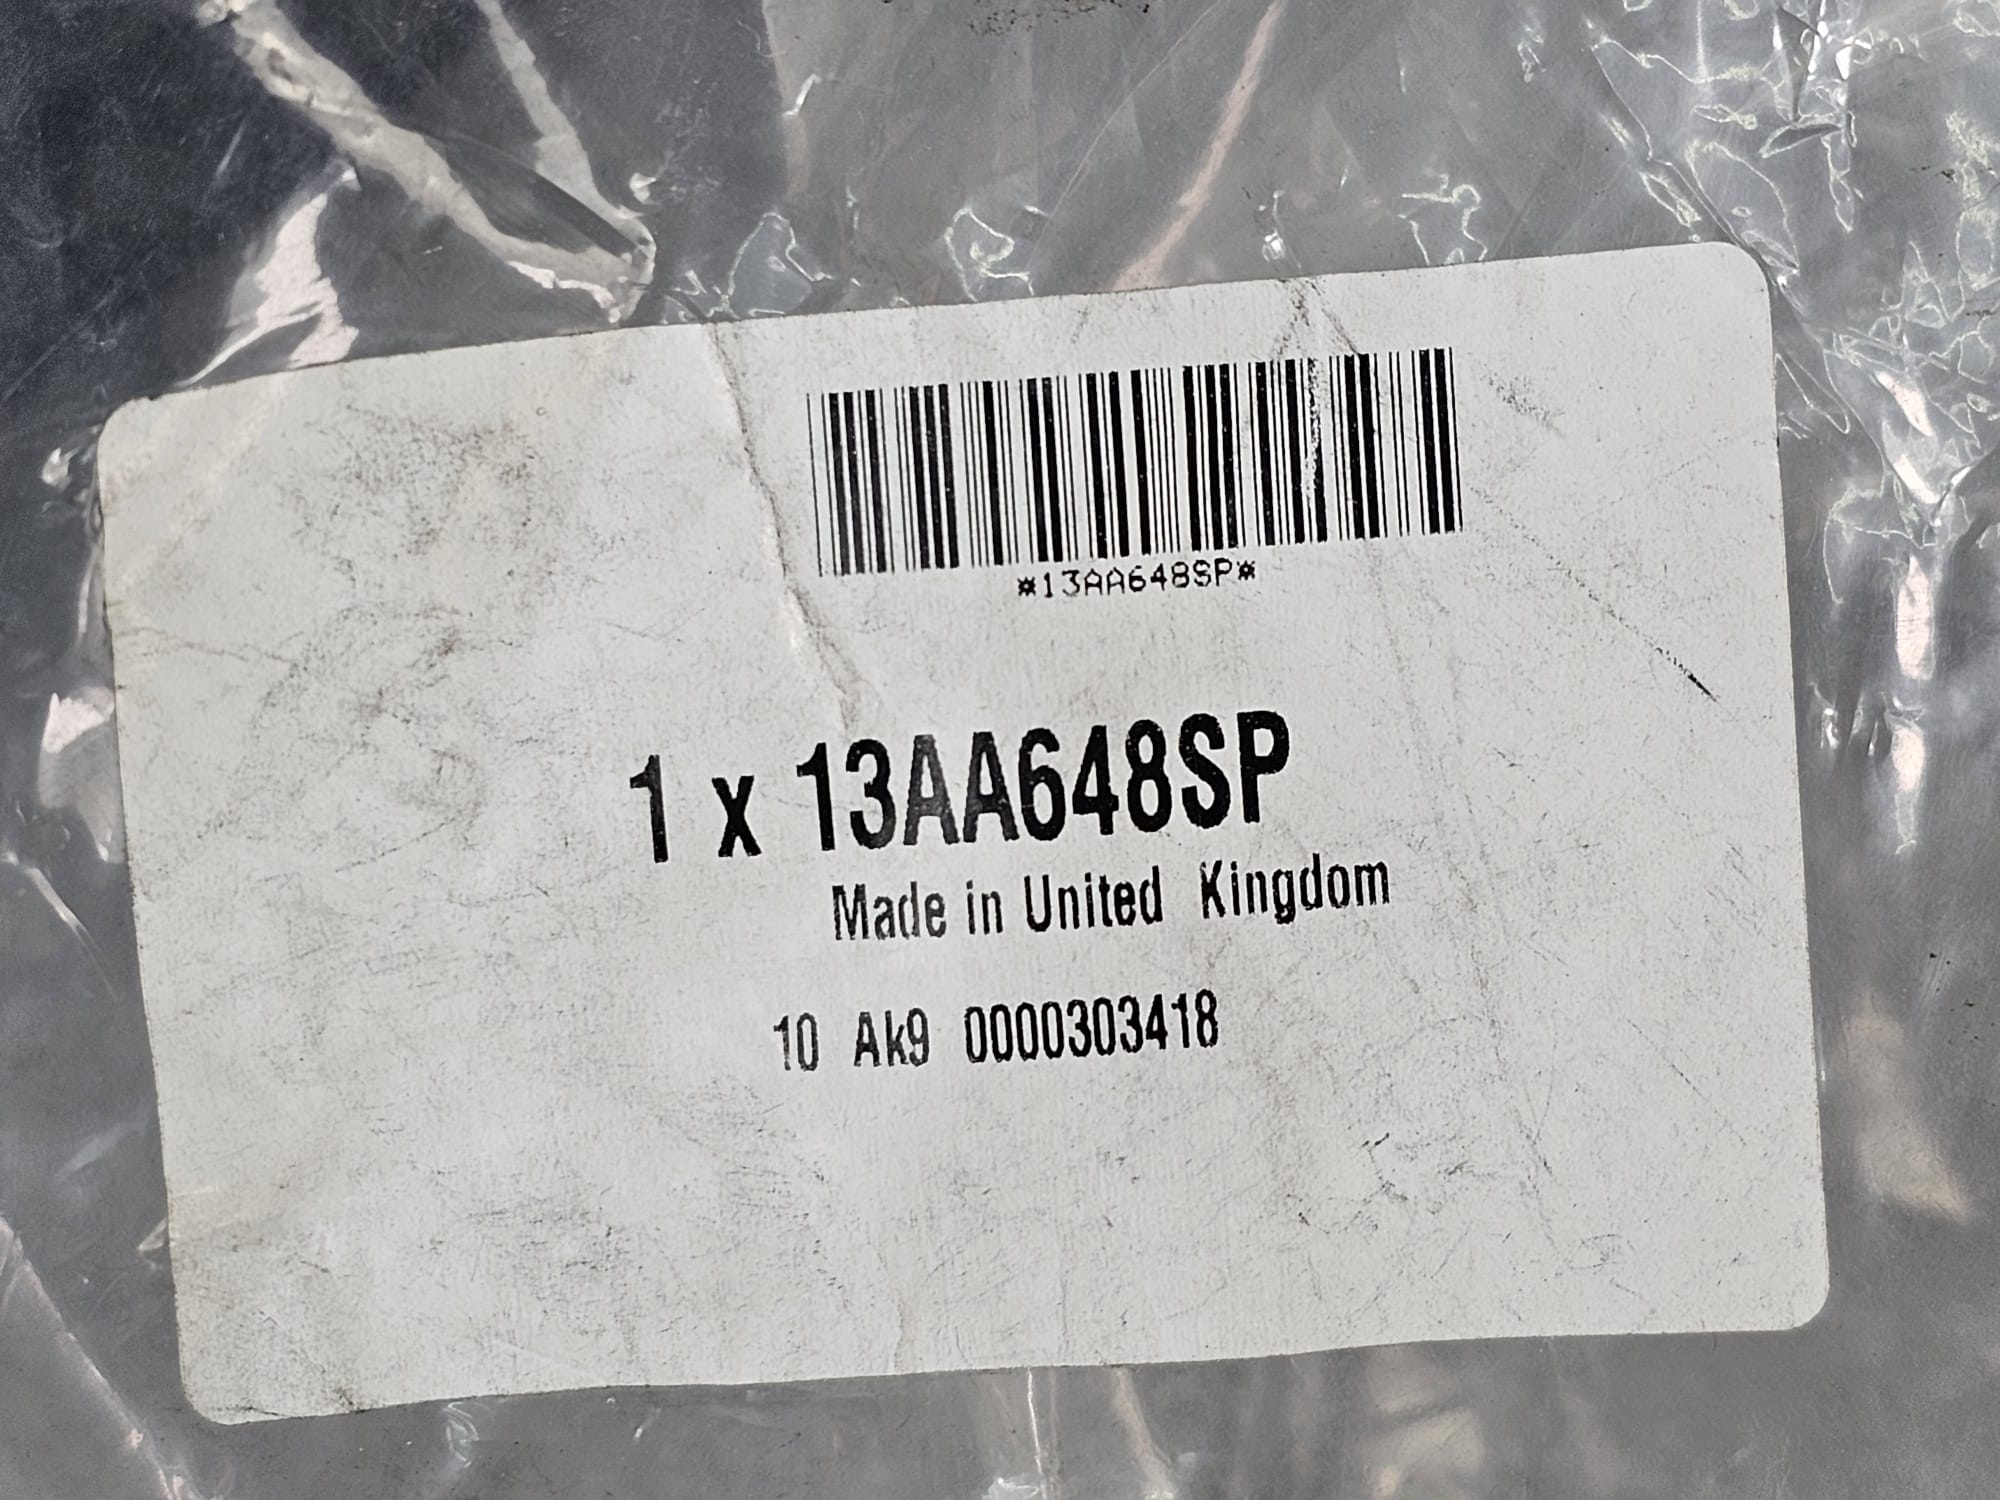 *13AA648SP*
1 x 13AA648SP
Made in United Kingdom
10 Ak9 0000303418